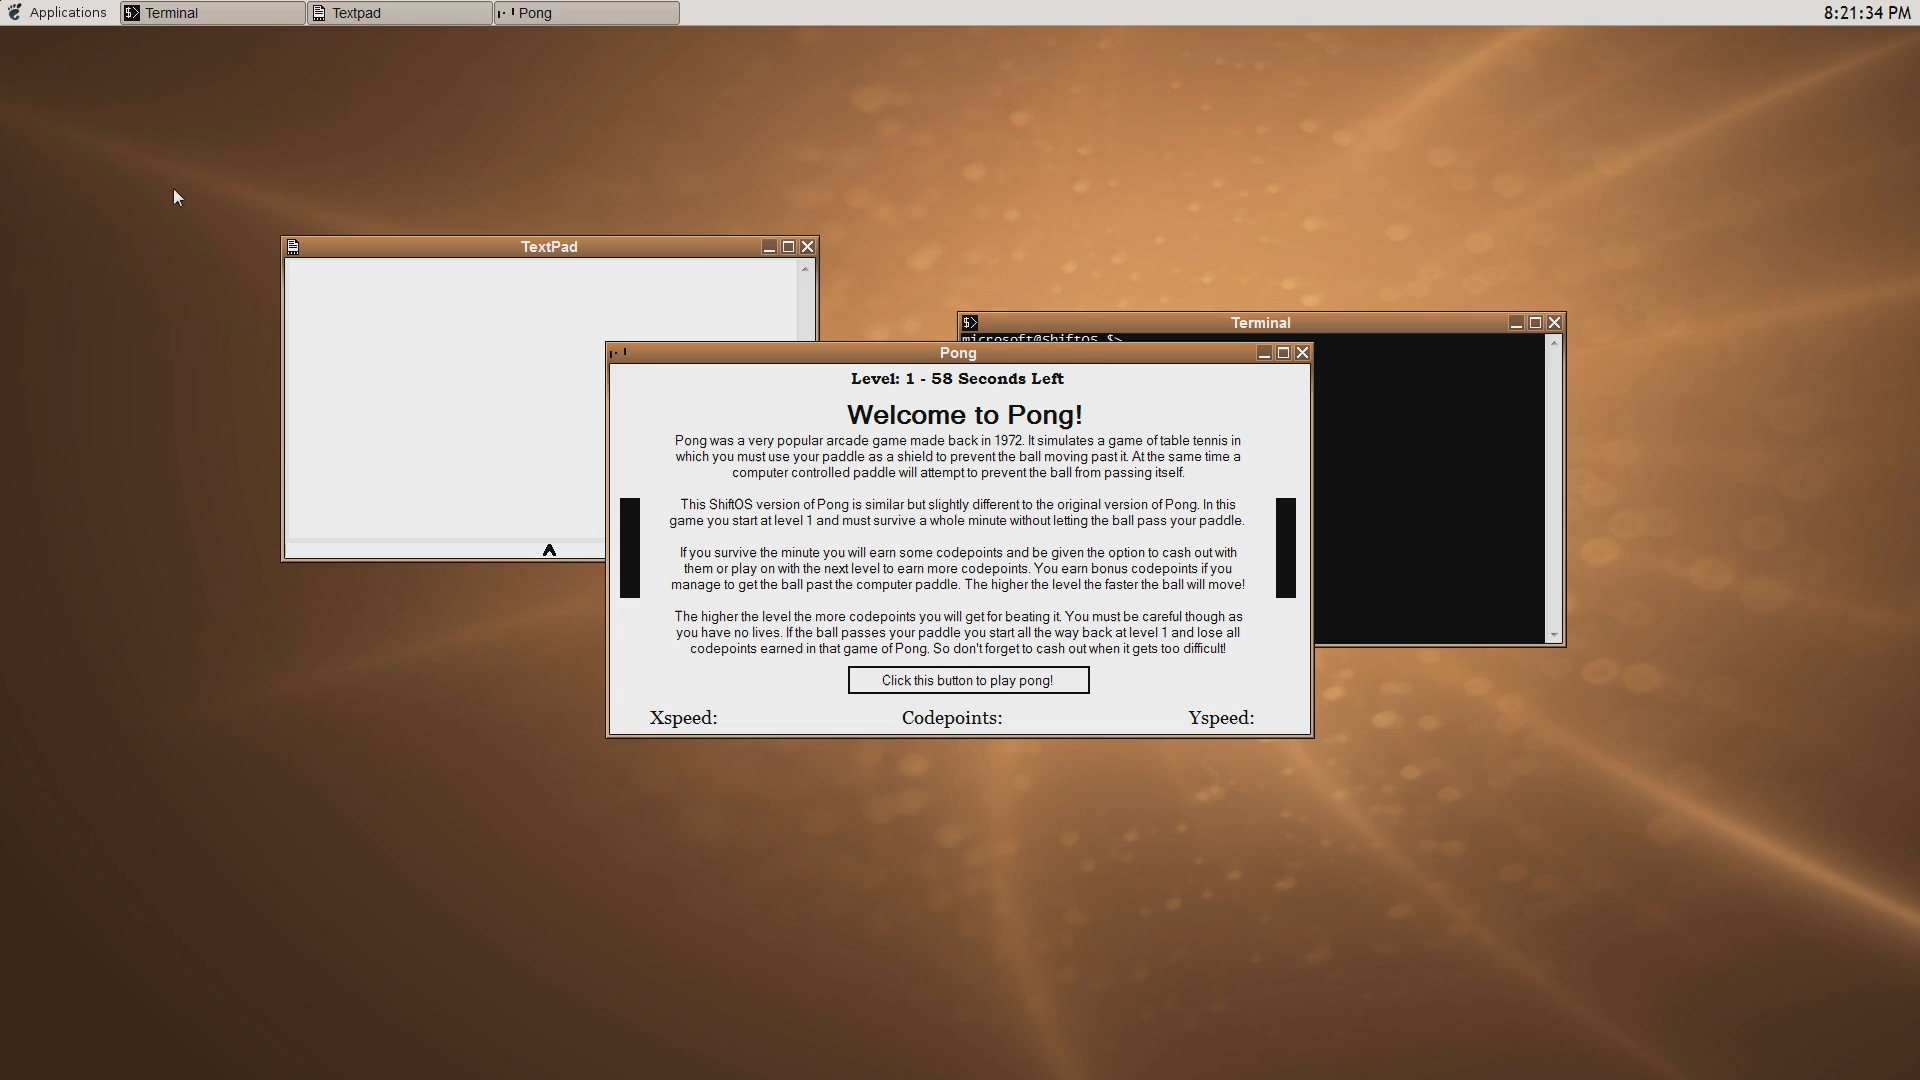 Applications
Terminal
Textpad
Pong
8:21:34 PM
TextPad
$> Terminal
microsoft@ShiftOS $>
Pong
Level: 1 - 58 Seconds Left
Welcome to Pong!
Pong was a very popular arcade game made back in 1972. It simulates a game of table tennis in
which you must use your paddle as a shield to prevent the ball moving past it. At the same time a
computer controlled paddle will attempt to prevent the ball from passing itself.
This ShiftOS version of Pong is similar but slightly different to the original version of Pong. In this
game you start at level 1 and must survive a whole minute without letting the ball pass your paddle.
If you survive the minute you will earn some codepoints and be given the option to cash out with
them or play on with the next level to earn more codepoints. You earn bonus codepoints if you
manage to get the ball past the computer paddle. The higher the level the faster the ball will move!
The higher the level the more codepoints you will get for beating it. You must be careful though as
you have no lives. If the ball passes your paddle you start all the way back at level 1 and lose all
codepoints earned in that game of Pong. So don't forget to cash out when it gets too difficult!
Click this button to play pong!
Xspeed:
Codepoints:
Yspeed: